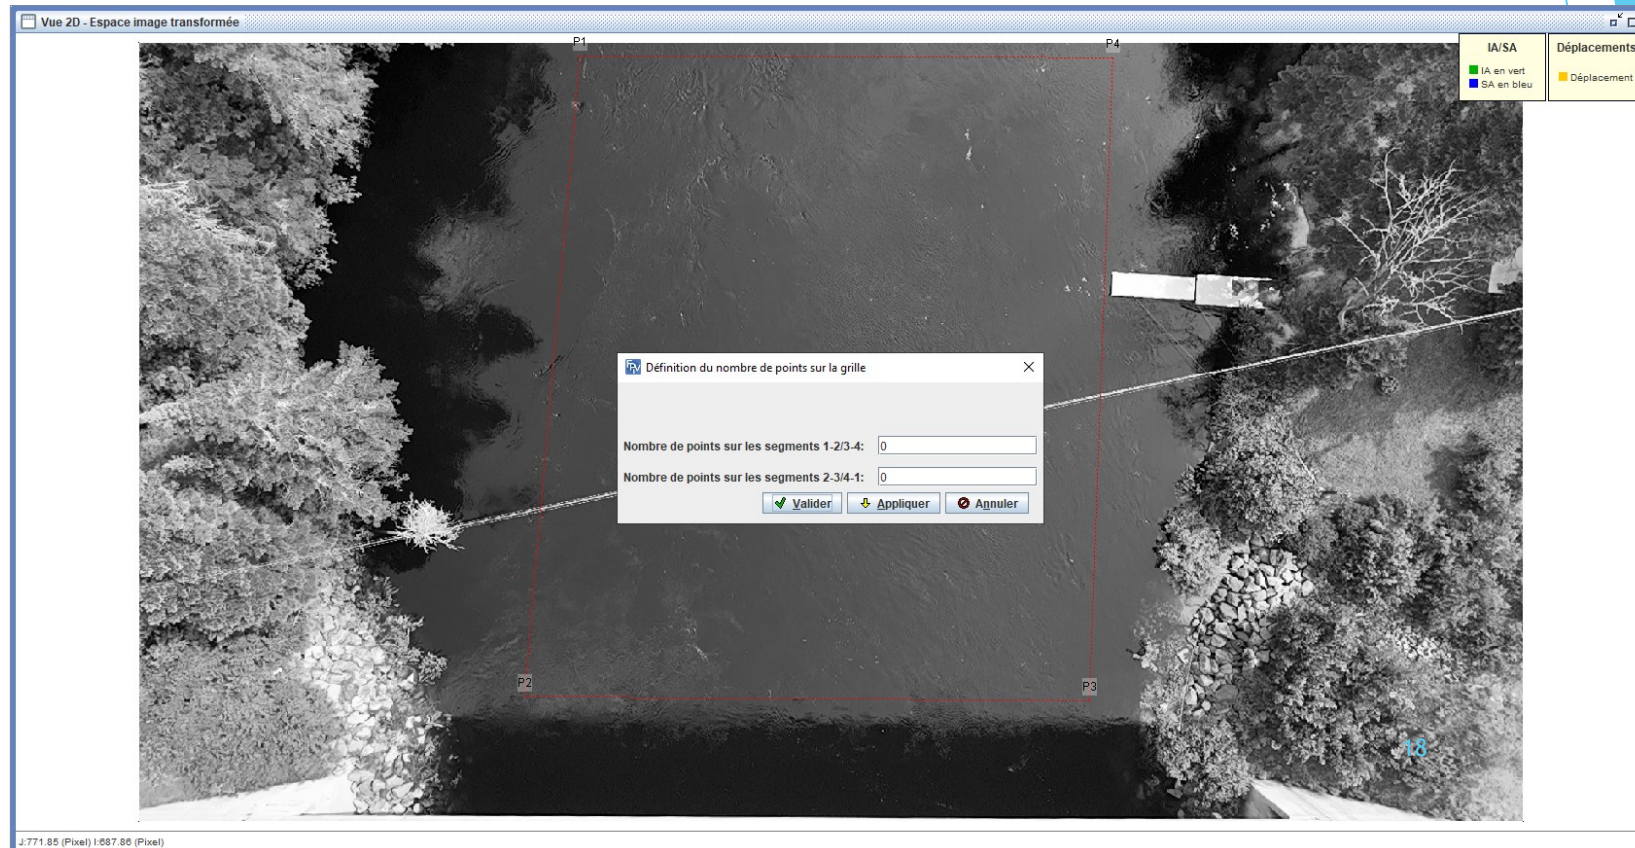 Vue 2D - Espace image transformée
IA/SA
IA en vert
SA en bleu
Déplacements
Déplacement
P1
P4
Définition du nombre de points sur la grille
Nombre de points sur les segments 1-2/3-4: 0
Nombre de points sur les segments 2-3/4-1: 0
Valider
Appliquer
Annuler
P2
P3
18
J:771.85 (Pixel) I:687.86 (Pixel)